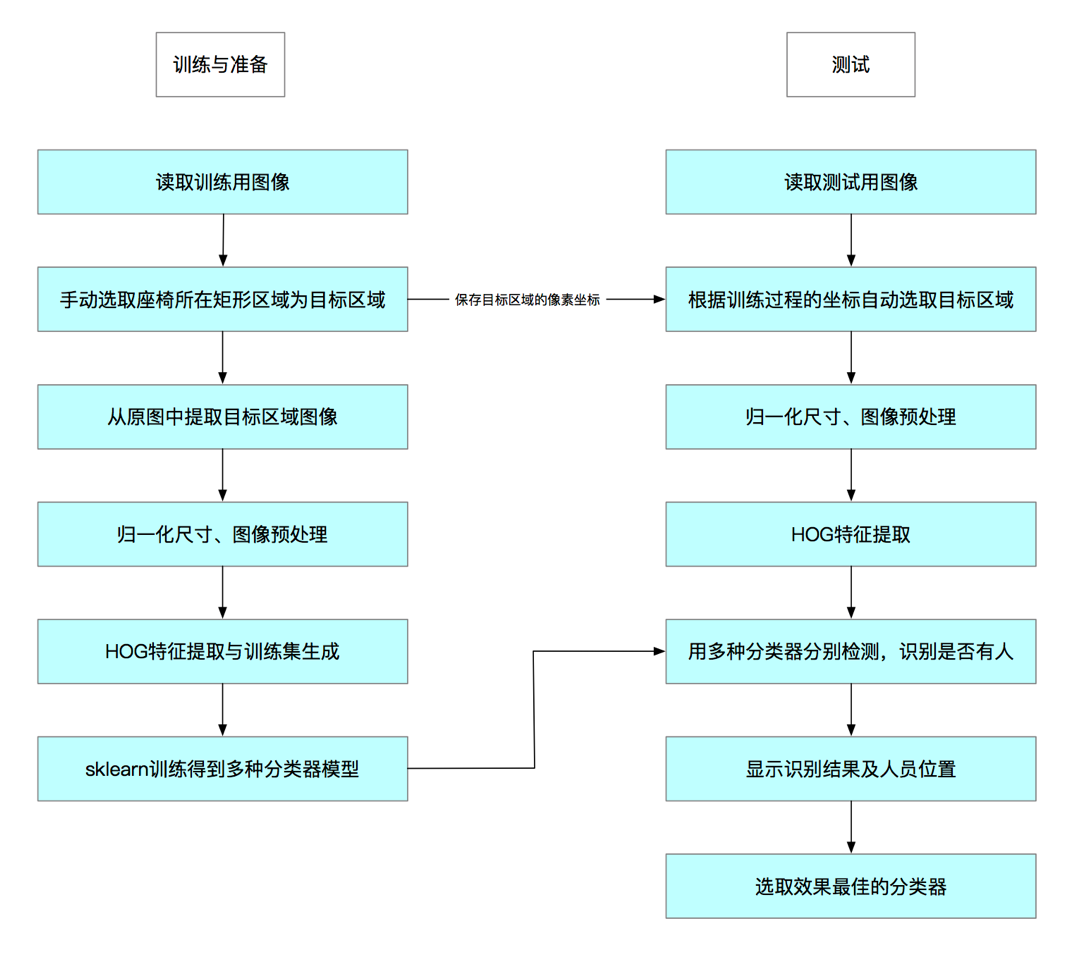 训练与准备
测试
读取训练用图像
手动选取座椅所在矩形区域为目标区域
保存目标区域的像素坐标
从原图中提取目标区域图像
归一化尺寸、图像预处理
HOG特征提取与训练集生成
sklearn训练得到多种分类器模型
读取测试用图像
根据训练过程的坐标自动选取目标区域
归一化尺寸、图像预处理
HOG特征提取
用多种分类器分别检测，识别是否有人
显示识别结果及人员位置
选取效果最佳的分类器